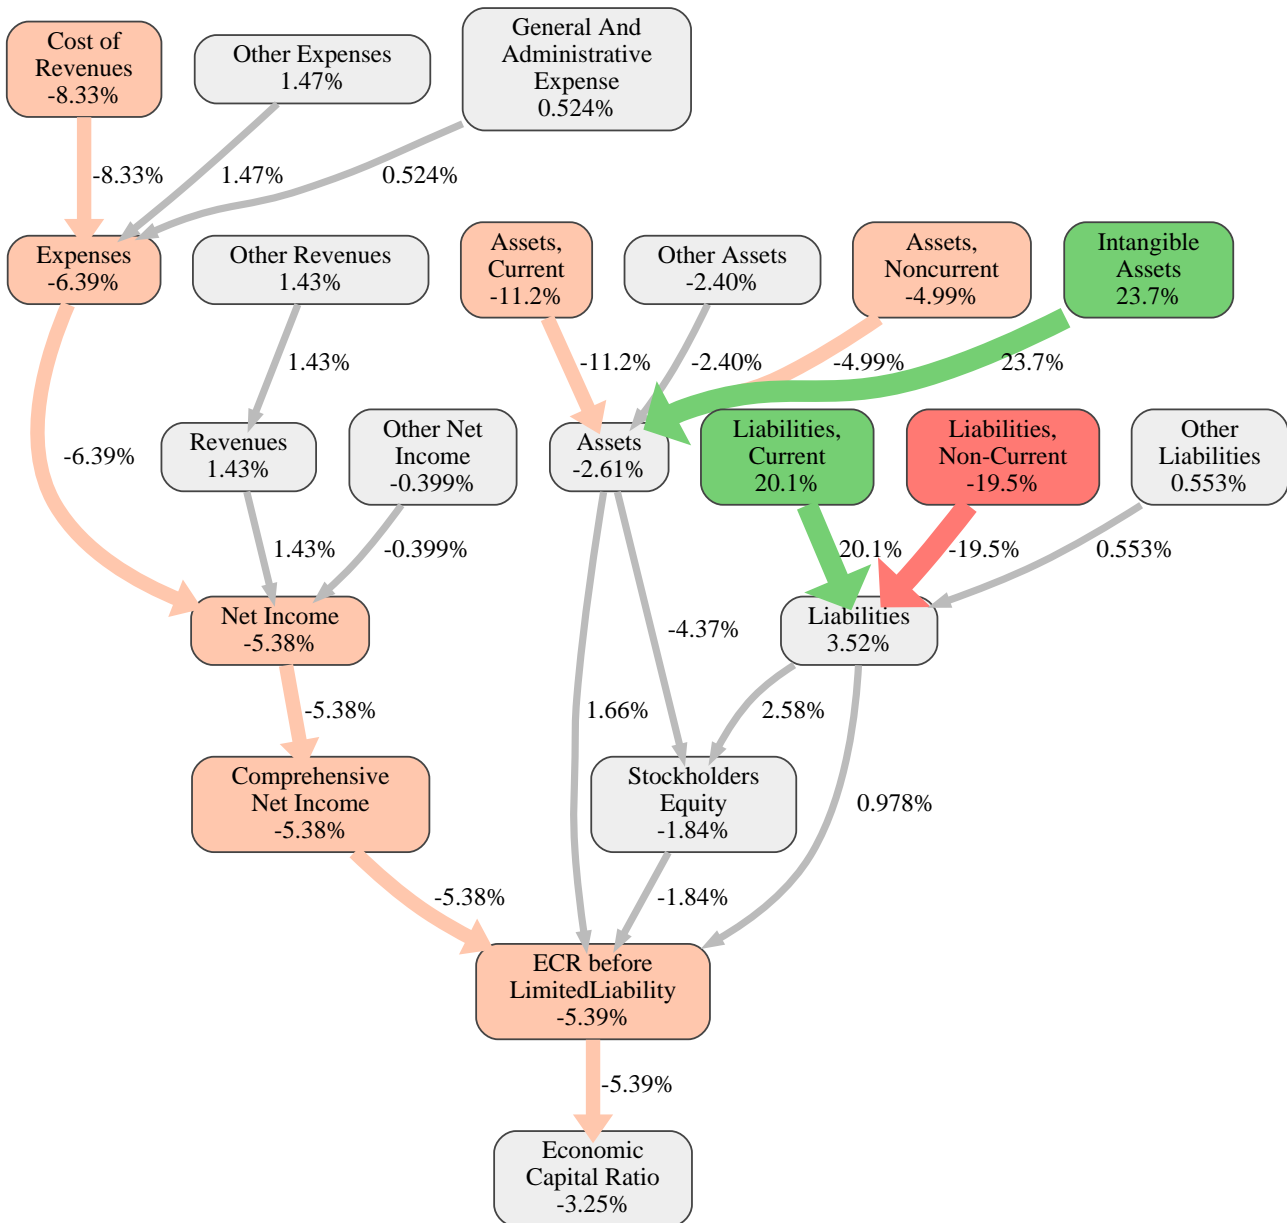 Cost of
Revenues
-8.33%
Other Expenses
1.47%
General And
Administrative
Expense
0.524%
-8.33%
1.47%
0.524%
Expenses
-6.39%
Other Revenues
1.43%
Assets,
Current
-11.2%
Other Assets
-2.40%
Assets,
Noncurrent
-4.99%
Intangible
Assets
23.7%
1.43%
-11.2%
-2.40%
-4.99%
23.7%
-6.39%
Revenues
1.43%
Other Net
Income
-0.399%
Assets
-2.61%
Liabilities,
Current
20.1%
Liabilities,
Non-Current
-19.5%
Other
Liabilities
0.553%
1.43%
-0.399%
20.1%
-19.5%
0.553%
Net Income
-5.38%
-4.37%
Liabilities
3.52%
-5.38%
1.66%
2.58%
Comprehensive
Net Income
-5.38%
Stockholders
Equity
-1.84%
0.978%
-5.38%
-1.84%
ECR before
LimitedLiability
-5.39%
-5.39%
Economic
Capital Ratio
-3.25%